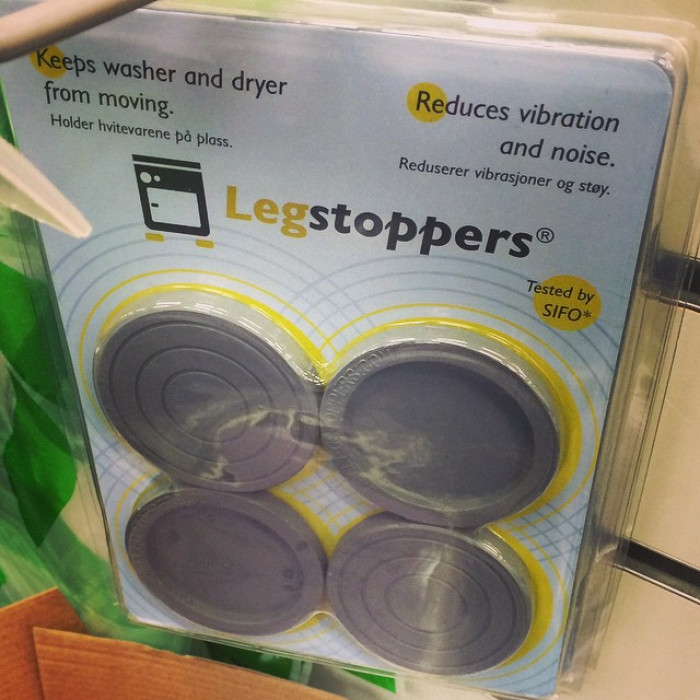 Keeps washer and dryer
from moving.
Holder hvitevarene på plass.
Reduces vibration
and noise.
Reduserer vibrasjoner og støy.
Legstoppers®
Tested by
SIFO*